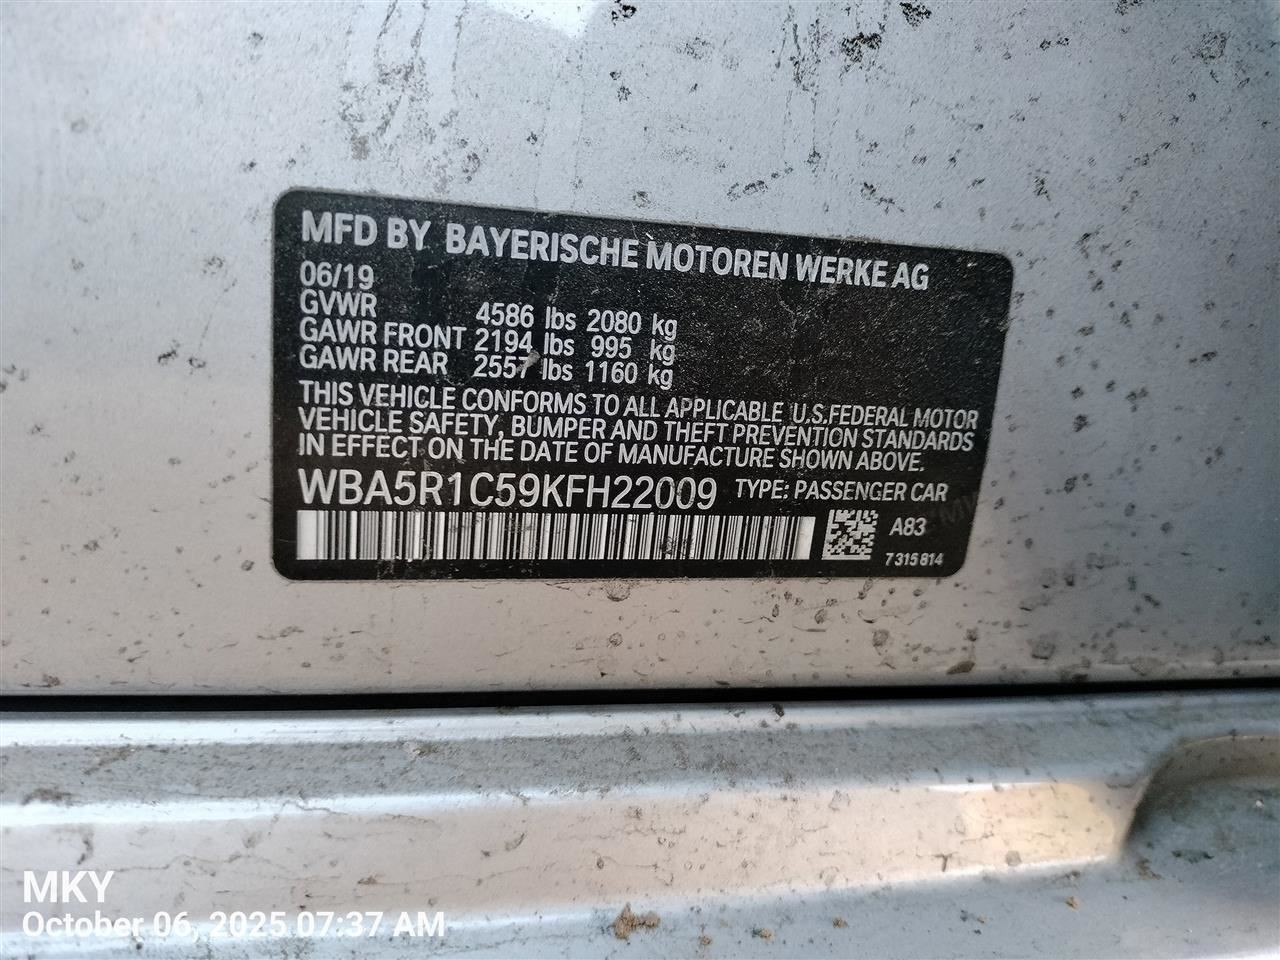 MFD BY BAYERISCHE MOTOREN WERKE AG
06/19
GVWR 4586 lbs 2080 kg
GAWR FRONT 2194 lbs 995 kg
GAWR REAR 2557 lbs 1160 kg
THIS VEHICLE CONFORMS TO ALL APPLICABLE U.S.FEDERAL MOTOR
VEHICLE SAFETY, BUMPER AND THEFT PREVENTION STANDARDS
IN EFFECT ON THE DATE OF MANUFACTURE SHOWN ABOVE.
WBA5R1C59KFH22009 TYPE: PASSENGER CAR
A83
7315814
MKY
October 06, 2025 07:37 AM